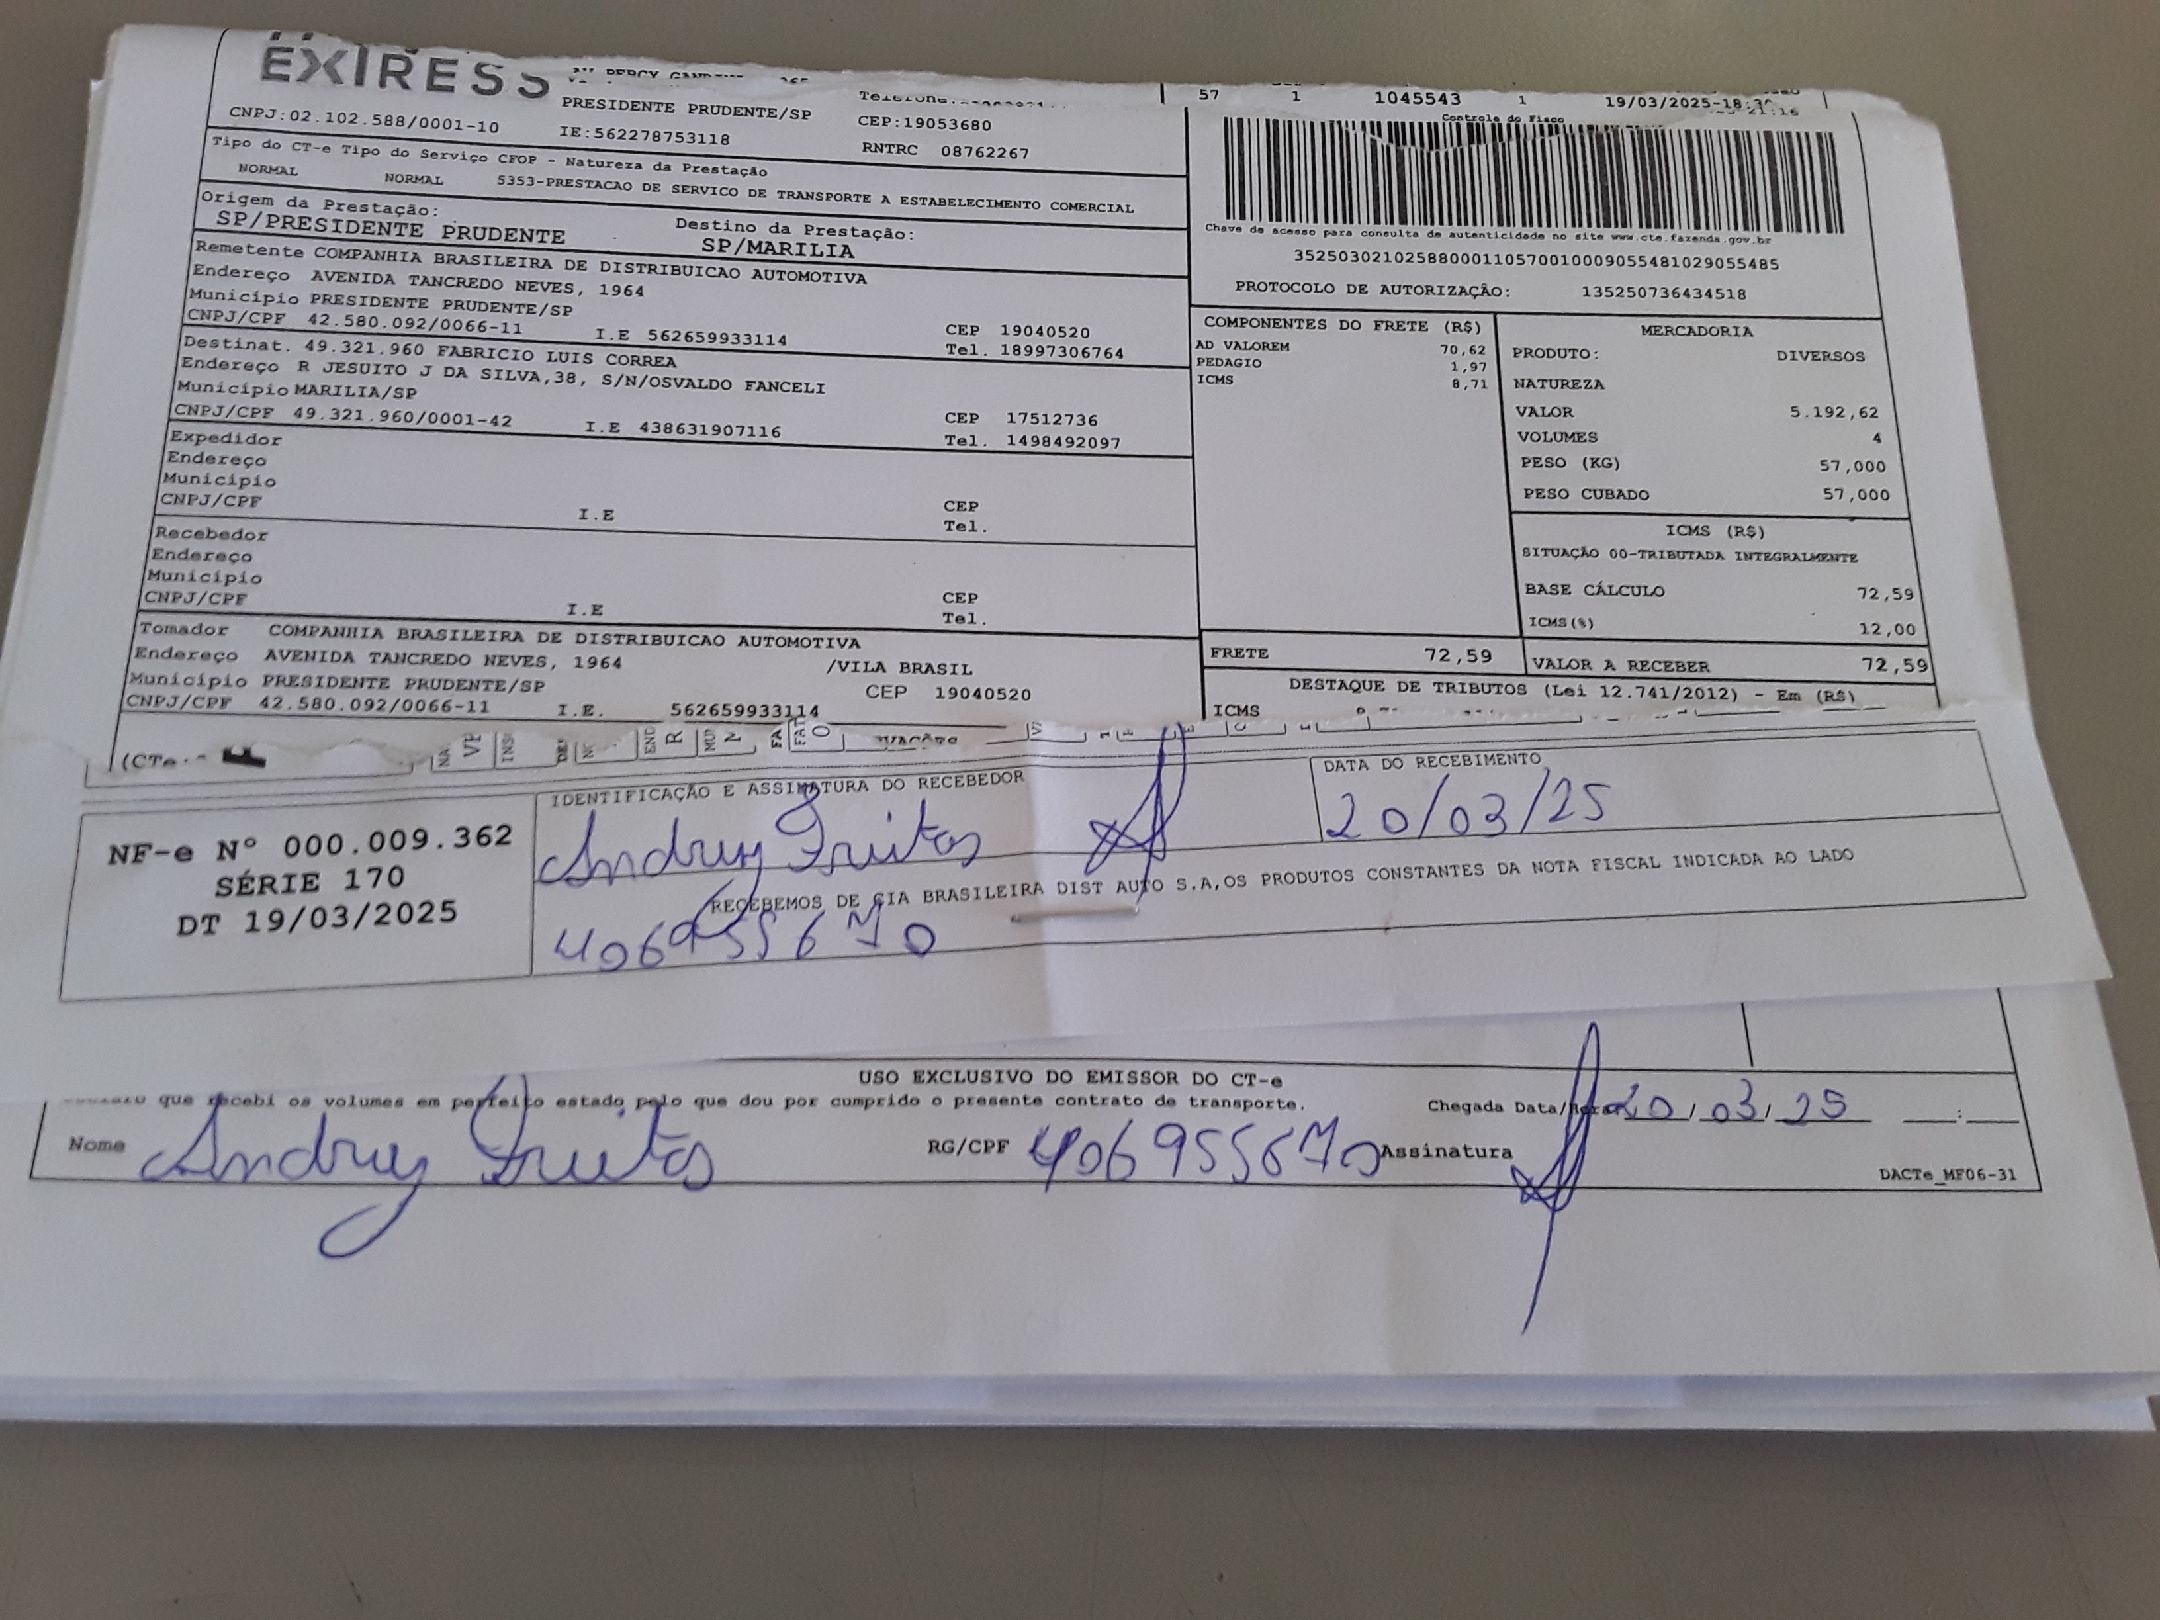 EXPRESS
PRESIDENTE PRUDENTE/SP
CEP:19053680
CNPJ:02.102.588/0001-10 IE:562278753118
RNTRC 08762267
57 1 1045543 1 19/03/2025-18:3
21:16
Controle do Fisco
Tipo do CT-e Tipo do Serviço CFOP - Natureza da Prestação
NORMAL NORMAL 5353-PRESTACAO DE SERVICO DE TRANSPORTE A ESTABELECIMENTO COMERCIAL
Origem da Prestação: Destino da Prestação:
SP/PRESIDENTE PRUDENTE SP/MARILIA
Chave de acesso para consulta de autenticidade no site www.cte.fazenda.gov.br
35250302102588000110570010009055481029055485
PROTOCOLO DE AUTORIZAÇÃO: 135250736434518
Remetente COMPANHIA BRASILEIRA DE DISTRIBUICAO AUTOMOTIVA
Endereço AVENIDA TANCREDO NEVES, 1964
Município PRESIDENTE PRUDENTE/SP CEP 19040520
CNPJ/CPF 42.580.092/0066-11 I.E 562659933114 Tel. 18997306764
Destinat. 49.321.960 FABRICIO LUIS CORREA
Endereço R JESUITO J DA SILVA,38, S/N/OSVALDO FANCELI
Município MARILIA/SP CEP 17512736
CNPJ/CPF 49.321.960/0001-42 I.E 438631907116 Tel. 1498492097
Expedidor
Endereço
Município CEP
CNPJ/CPF I.E Tel.
Recebedor
Endereço
Município CEP
CNPJ/CPF I.E Tel.
Tomador COMPANHIA BRASILEIRA DE DISTRIBUICAO AUTOMOTIVA
Endereço AVENIDA TANCREDO NEVES, 1964 /VILA BRASIL
Município PRESIDENTE PRUDENTE/SP CEP 19040520
CNPJ/CPF 42.580.092/0066-11 I.E. 562659933114
COMPONENTES DO FRETE (R$)
AD VALOREM 70,62
PEDAGIO 1,97
ICMS 8,71
MERCADORIA
PRODUTO: DIVERSOS
NATUREZA
VALOR 5.192,62
VOLUMES 4
PESO (KG) 57,000
PESO CUBADO 57,000
ICMS (R$)
SITUAÇÃO 00-TRIBUTADA INTEGRALMENTE
BASE CÁLCULO 72,59
ICMS(%) 12,00
FRETE 72,59 VALOR A RECEBER 72,59
DESTAQUE DE TRIBUTOS (Lei 12.741/2012) - Em (R$)
ICMS
NF-e Nº 000.009.362
SÉRIE 170
DT 19/03/2025
IDENTIFICAÇÃO E ASSINATURA DO RECEBEDOR DATA DO RECEBIMENTO
Andrey Freitas 20/03/25
RECEBEMOS DE CIA BRASILEIRA DIST AUTO S.A,OS PRODUTOS CONSTANTES DA NOTA FISCAL INDICADA AO LADO
406955670
USO EXCLUSIVO DO EMISSOR DO CT-e
que recebi os volumes em perfeito estado pelo que dou por cumprido o presente contrato de transporte. Chegada Data/Hora 20/03/25 :
Nome Andrey Freitas RG/CPF 406955670 Assinatura
DACTe_MF06-31